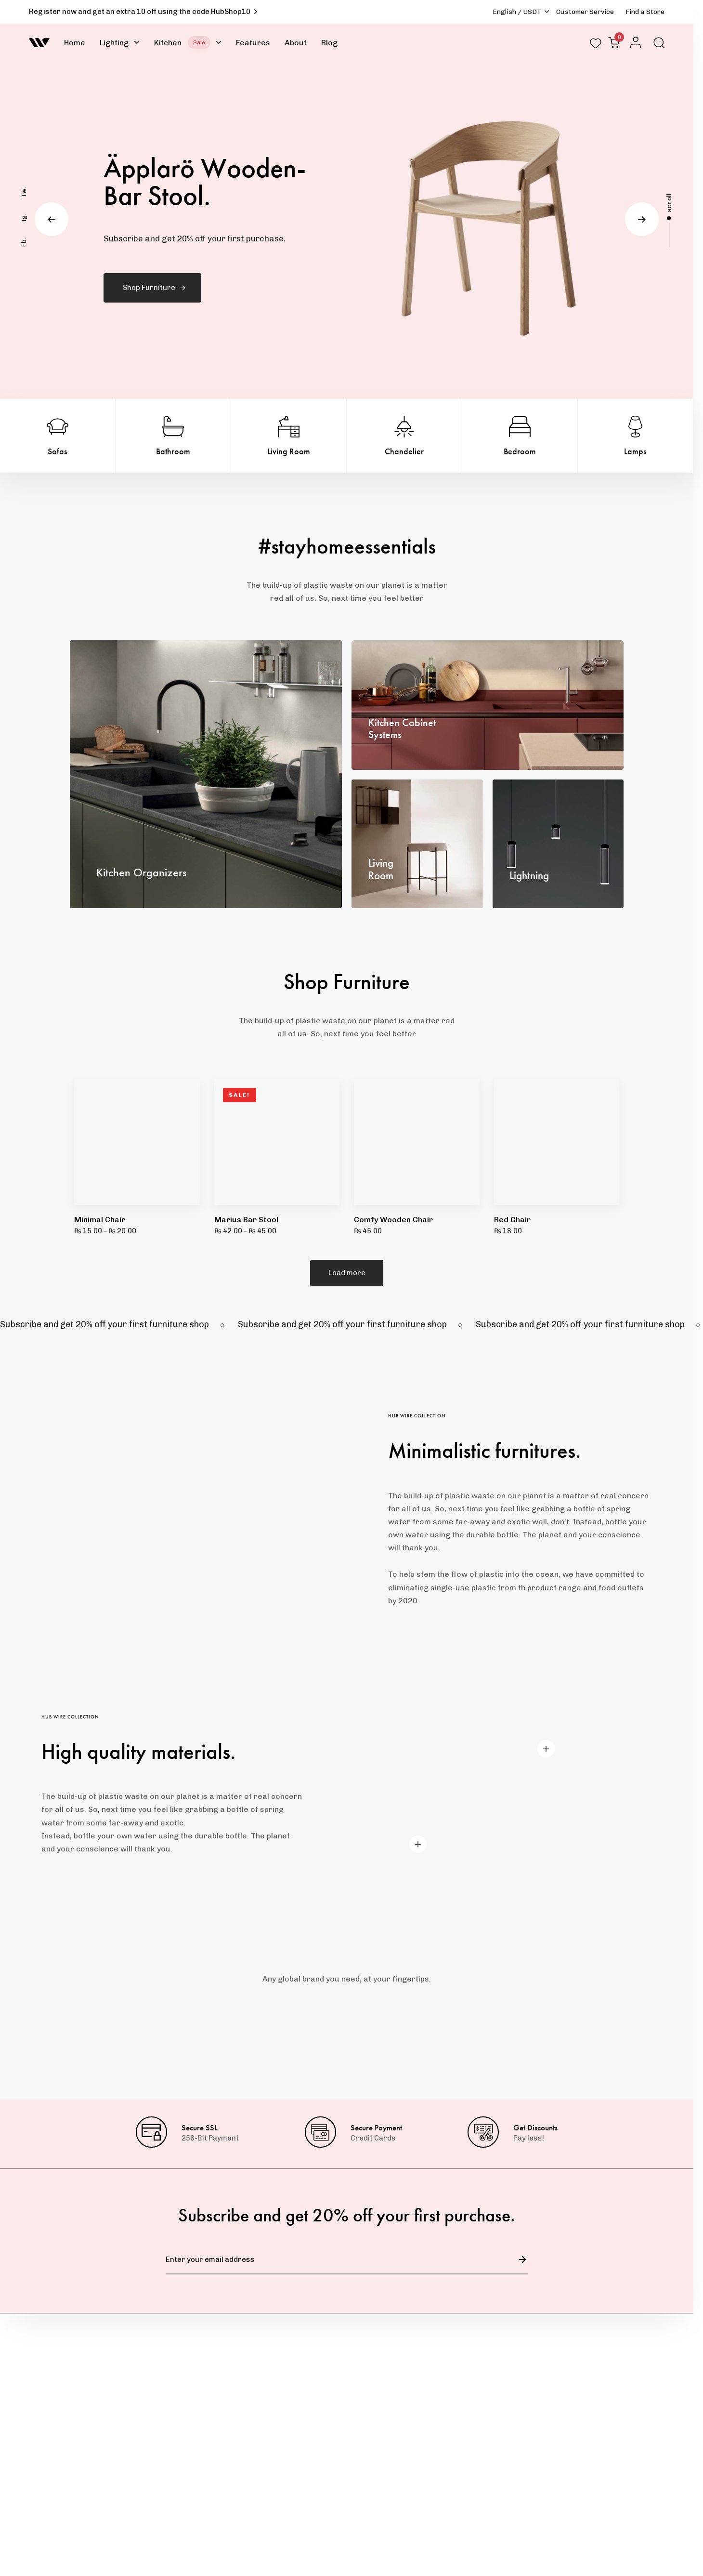 Register now and get an extra 10 off using the code HubShop10
English / USDT
Customer Service
Find a Store
Home
Lighting
Kitchen
Sale
Features
About
Blog
0
Äpplarö Wooden-
Bar Stool.
Subscribe and get 20% off your first purchase.
Shop Furniture
Tw.
Ig.
Fb.
scroll
Sofas
Bathroom
Living Room
Chandelier
Bedroom
Lamps
#stayhomeessentials
The build-up of plastic waste on our planet is a matter
red all of us. So, next time you feel better
Kitchen Organizers
Kitchen Cabinet
Systems
Living
Room
Lightning
Shop Furniture
The build-up of plastic waste on our planet is a matter red
all of us. So, next time you feel better
SALE!
Minimal Chair
₨ 15.00 – ₨ 20.00
Marius Bar Stool
₨ 42.00 – ₨ 45.00
Comfy Wooden Chair
₨ 45.00
Red Chair
₨ 18.00
Load more
Subscribe and get 20% off your first furniture shop
Subscribe and get 20% off your first furniture shop
Subscribe and get 20% off your first furniture shop
HUB WIRE COLLECTION
Minimalistic furnitures.
The build-up of plastic waste on our planet is a matter of real concern
for all of us. So, next time you feel like grabbing a bottle of spring
water from some far-away and exotic well, don't. Instead, bottle your
own water using the durable bottle. The planet and your conscience
will thank you.
To help stem the flow of plastic into the ocean, we have committed to
eliminating single-use plastic from th product range and food outlets
by 2020.
HUB WIRE COLLECTION
High quality materials.
The build-up of plastic waste on our planet is a matter of real concern
for all of us. So, next time you feel like grabbing a bottle of spring
water from some far-away and exotic.
Instead, bottle your own water using the durable bottle. The planet
and your conscience will thank you.
Any global brand you need, at your fingertips.
Secure SSL
256-Bit Payment
Secure Payment
Credit Cards
Get Discounts
Pay less!
Subscribe and get 20% off your first purchase.
Enter your email address